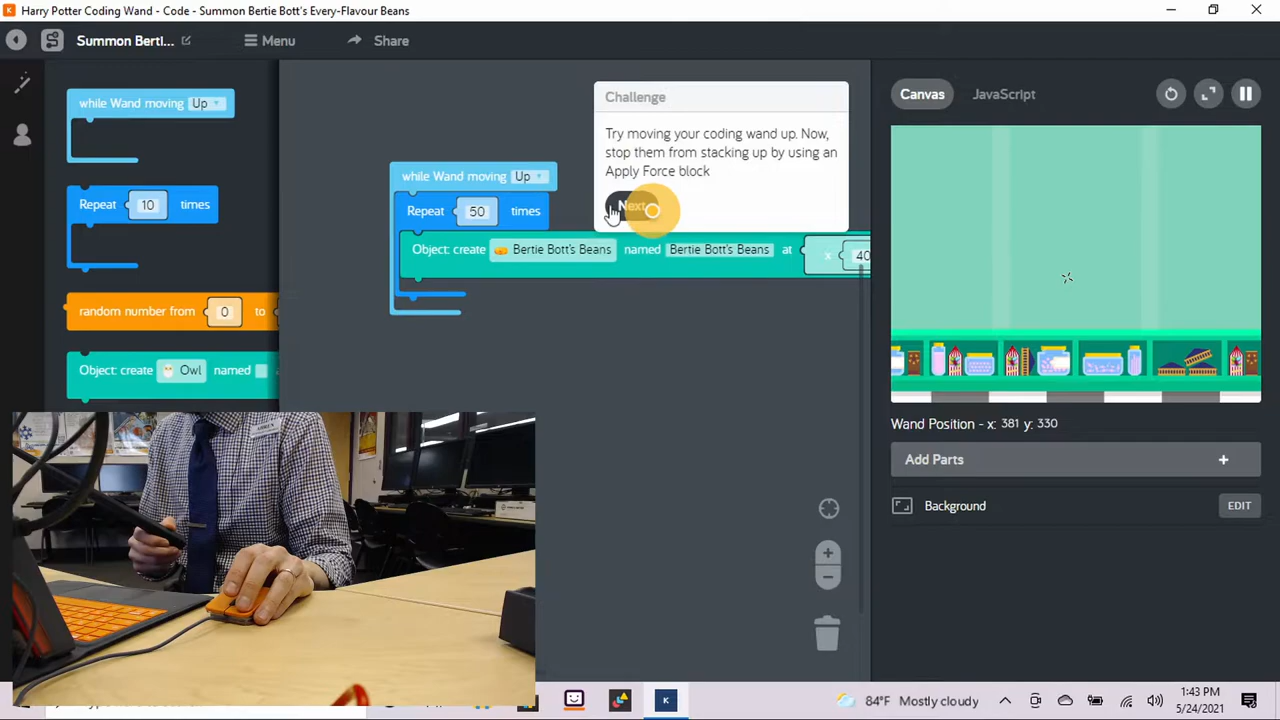 Harry Potter Coding Wand - Code - Summon Bertie Bott's Every-Flavour Beans
Summon Berti...
Menu
Share
while Wand moving Up
Repeat 10 times
random number from 0 to
Object: create Owl named
while Wand moving Up
Repeat 50 times
Object: create Bertie Bott's Beans named Bertie Bott's Beans at x 40
Challenge
Try moving your coding wand up. Now,
stop them from stacking up by using an
Apply Force block
Next
Canvas
JavaScript
Wand Position - x: 381 y: 330
Add Parts
Background
EDIT
84°F Mostly cloudy
1:43 PM
5/24/2021